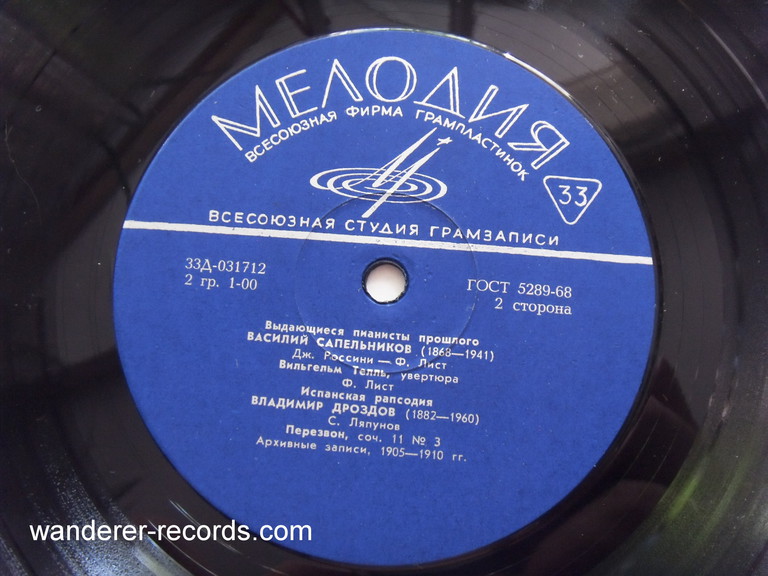 МЕЛОДИЯ
ВСЕСОЮЗНАЯ ФИРМА ГРАМПЛАСТИНОК
33
ВСЕСОЮЗНАЯ СТУДИЯ ГРАМЗАПИСИ
33Д-031712
2 гр. 1-00
ГОСТ 5289-68
2 сторона
Выдающиеся пианисты прошлого
ВАСИЛИЙ САПЕЛЬНИКОВ (1868—1941)
Дж. Россини — Ф. Лист
Вильгельм Телль, увертюра
Ф. Лист
Испанская рапсодия
ВЛАДИМИР ДРОЗДОВ (1882—1960)
С. Ляпунов
Перезвон, соч. 11 № 3
Архивные записи, 1905—1910 гг.
wanderer-records.com